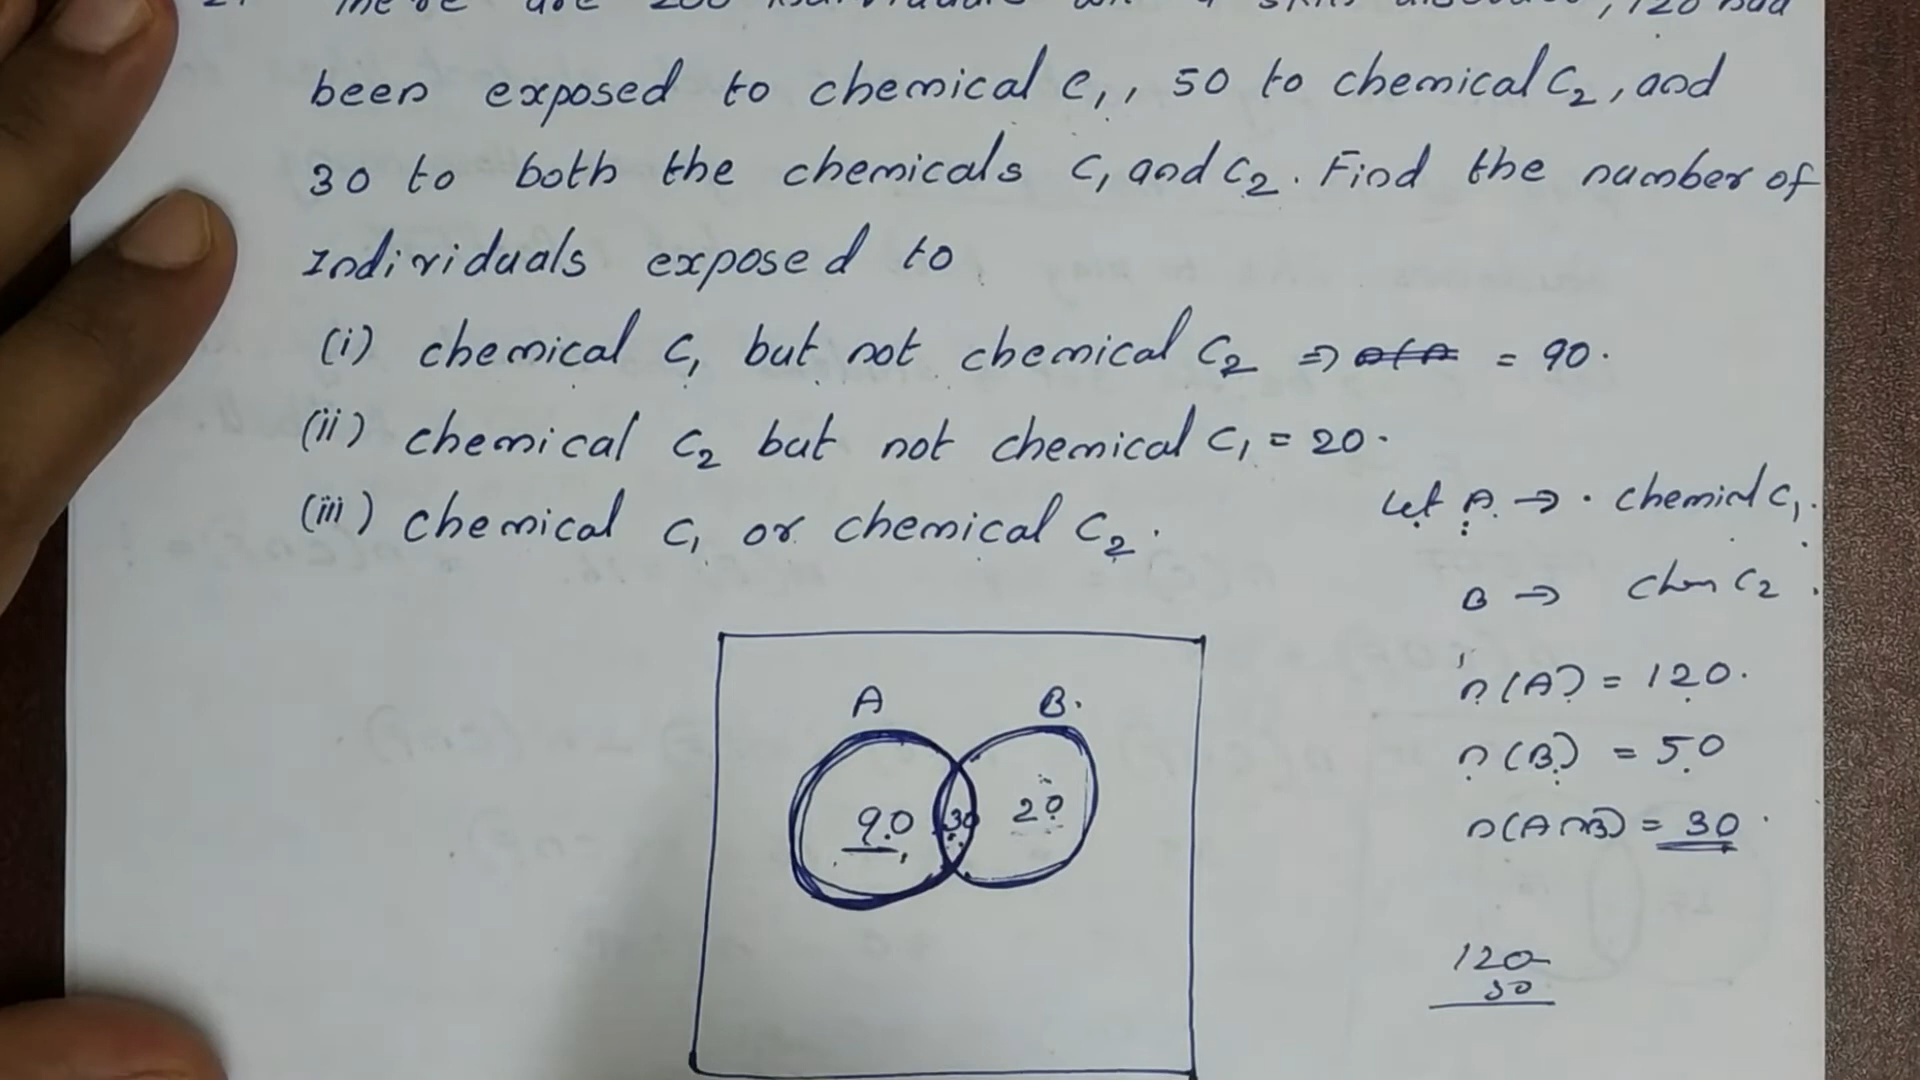 been exposed to chemical C₁, 50 to chemical C₂, and
30 to both the chemicals C₁ and C₂. Find the number of
Individuals exposed to
(i) chemical C₁ but not chemical C₂ ⇒ = 90.
(ii) chemical C₂ but not chemical C₁ = 20.
(iii) chemical C₁ or chemical C₂.
Let A → chemicl C₁.
B → Chem C₂.
n(A) = 120.
n(B) = 50
n(A∩B) = 30.
A B.
90 30 20
120
30